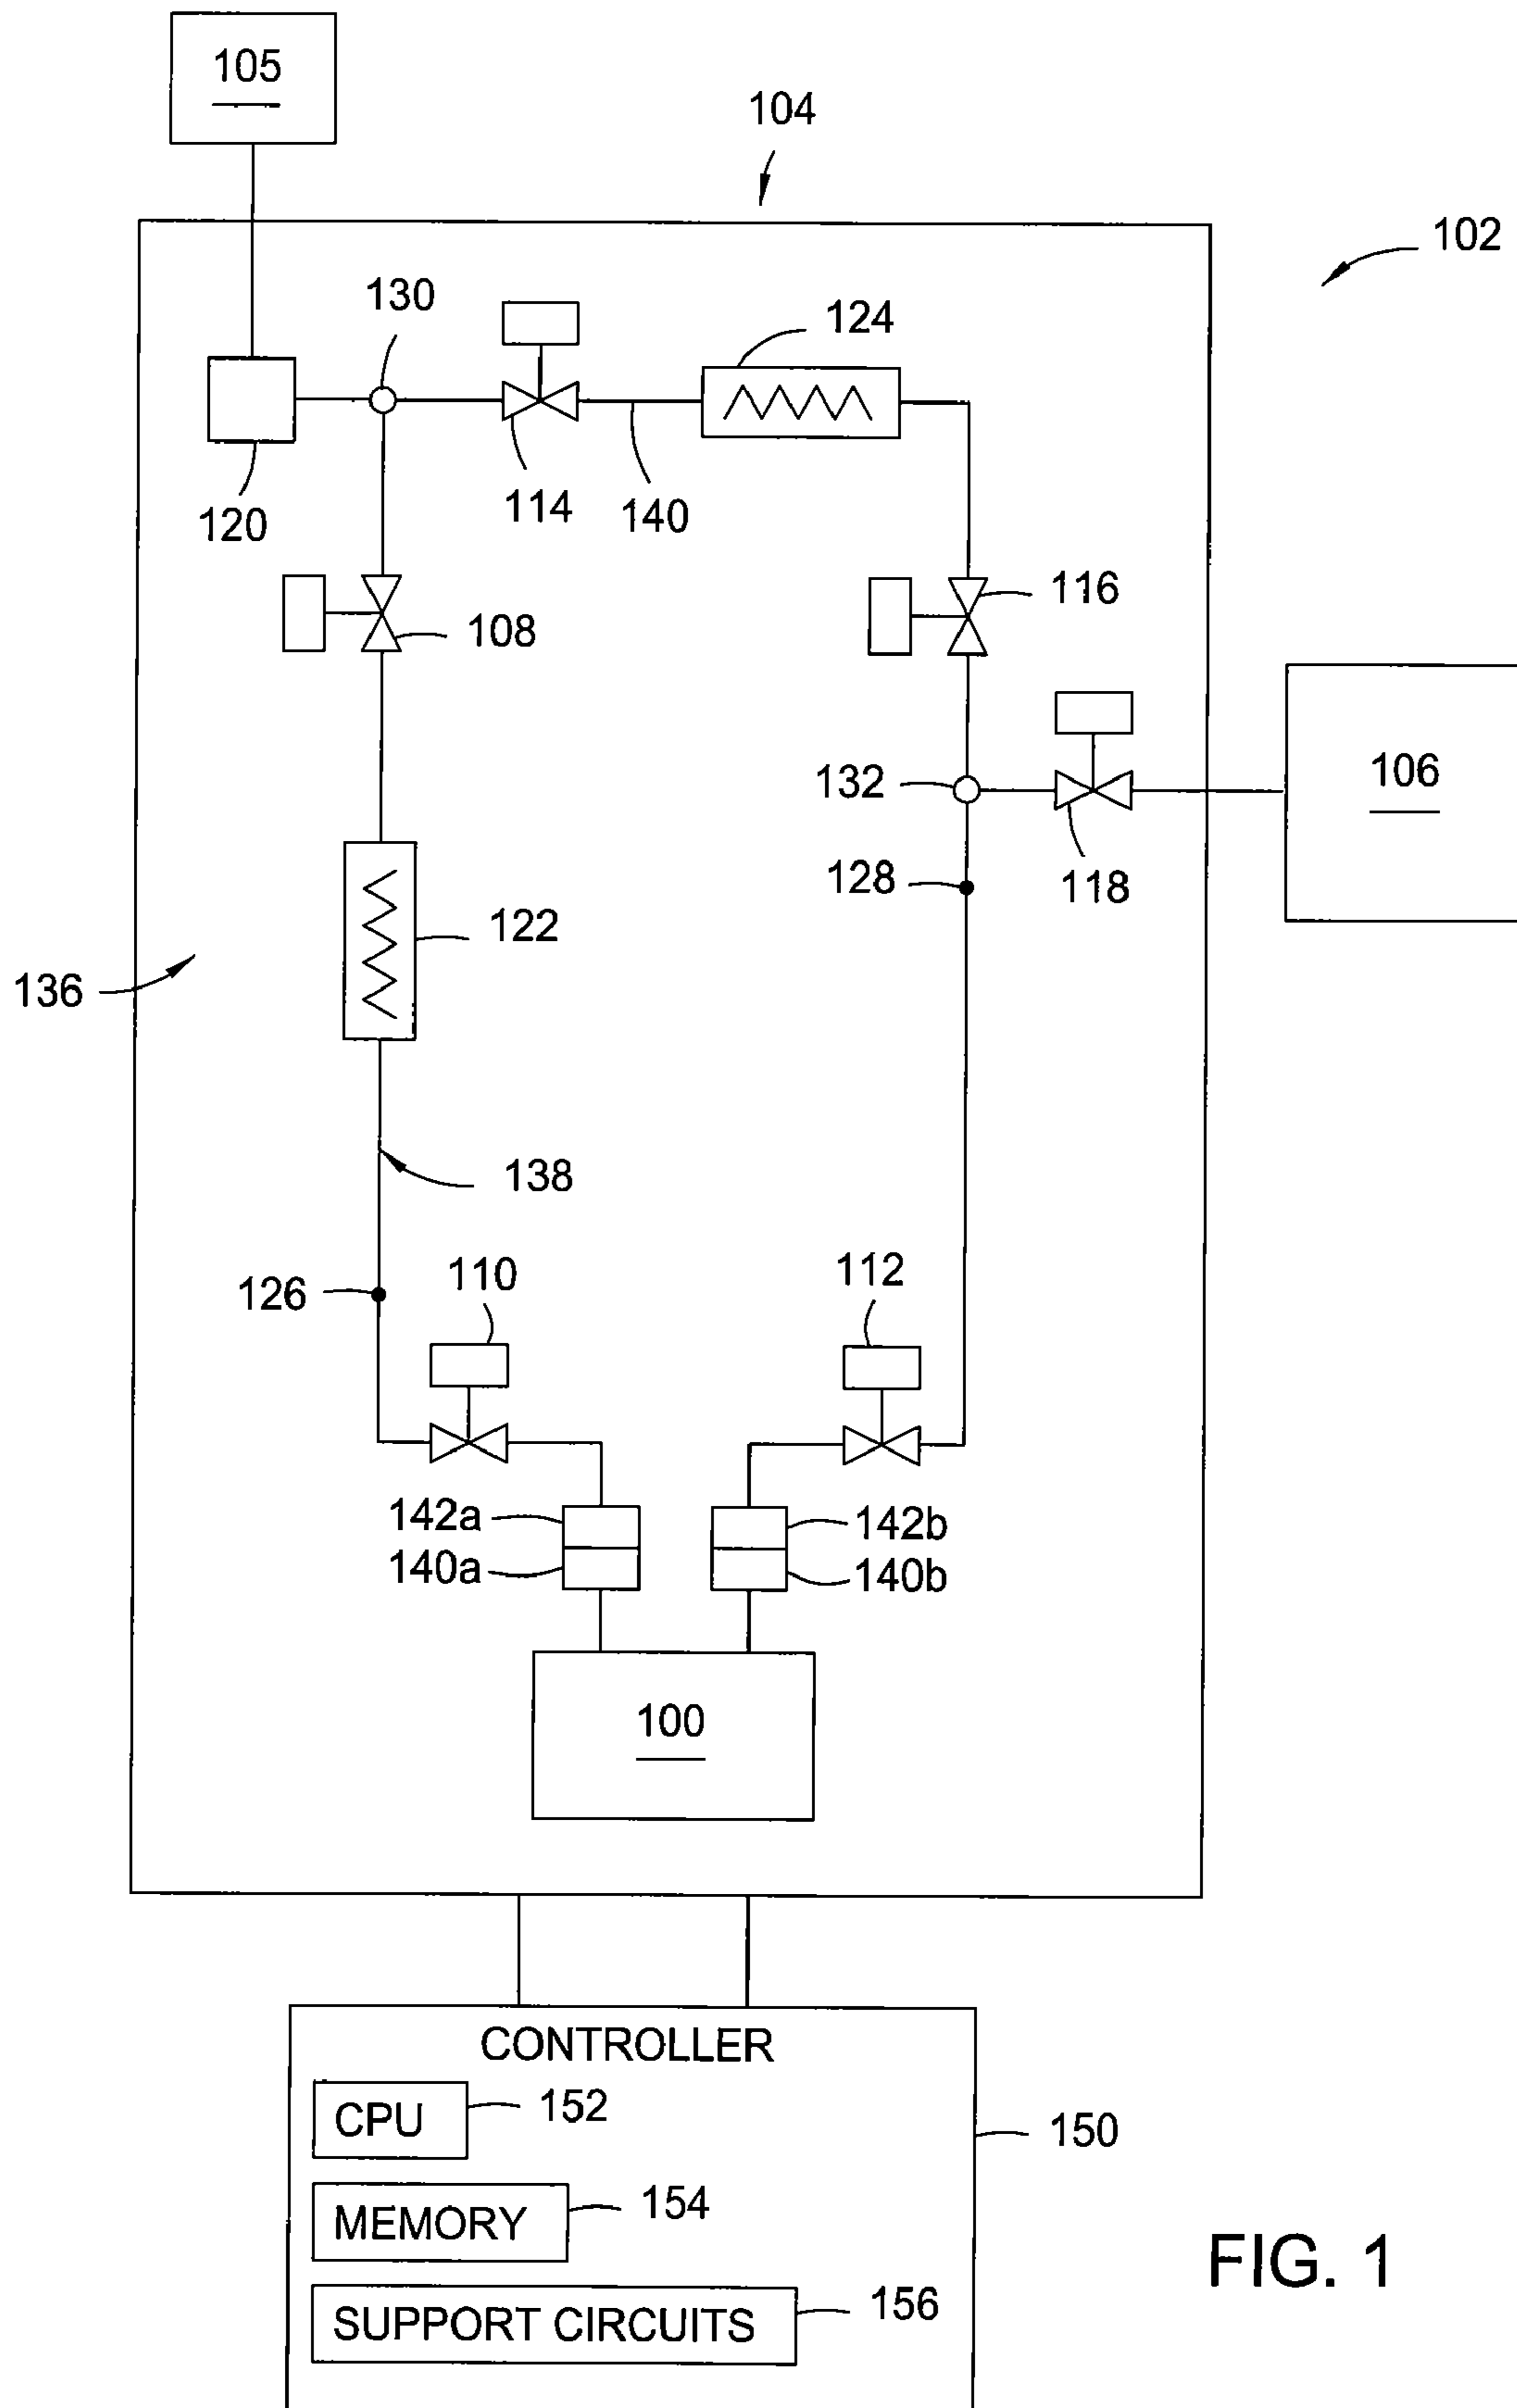 105
104
102
130
124
120
114
140
108
116
132
106
118
128
122
136
138
126
110
112
142a
142b
140a
140b
100
CONTROLLER
CPU
152
150
MEMORY
154
SUPPORT CIRCUITS
156
FIG. 1